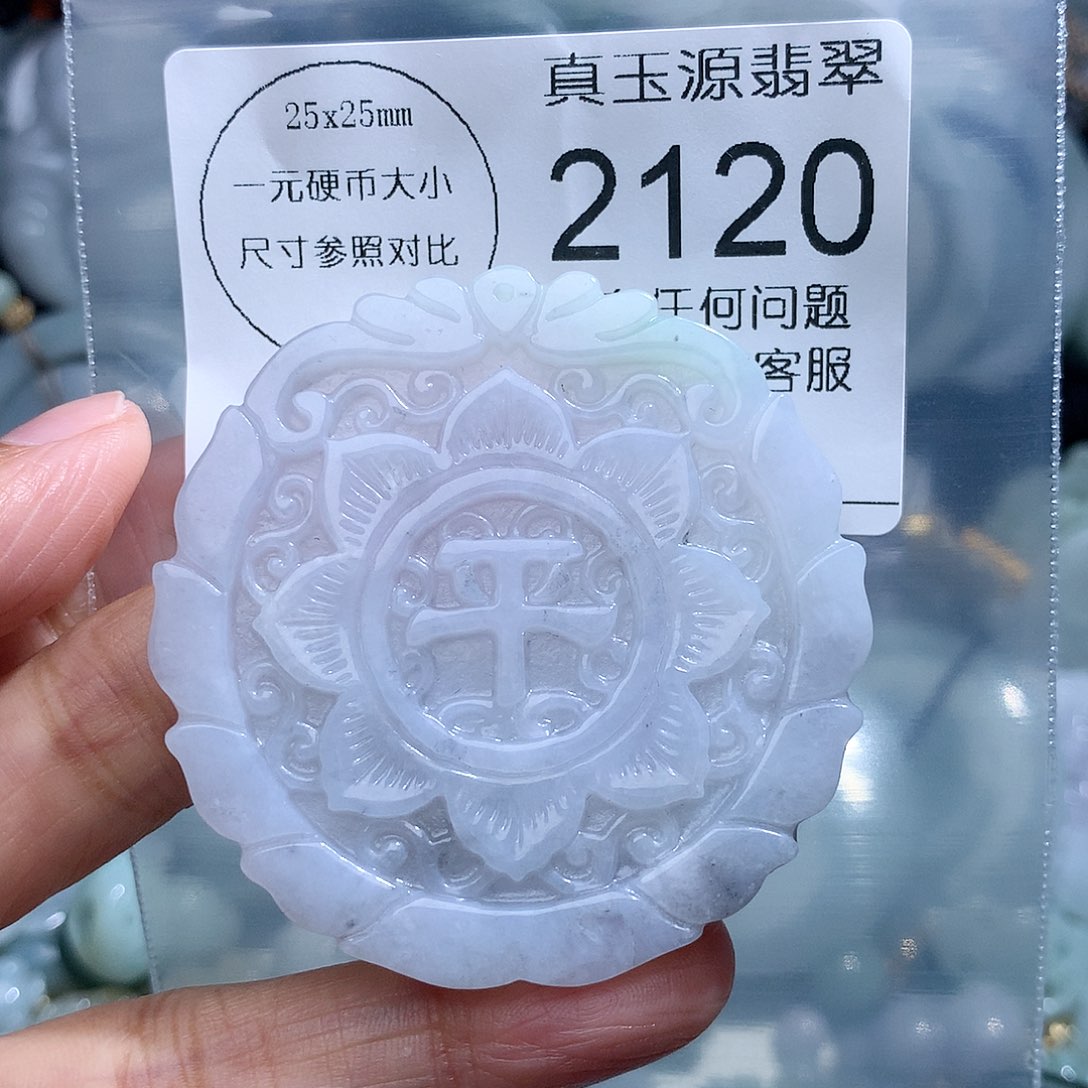 25x25mm
一元硬币大小
尺寸参照对比
真玉源翡翠
2120
任何问题
客服
平